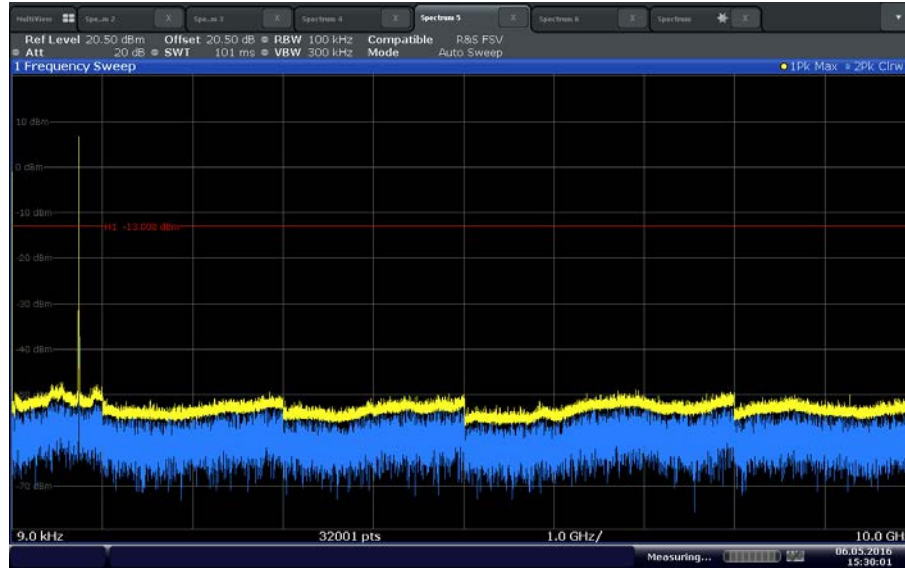 MultiView Spe...m 2 X Spe...m 3 X Spectrum 4 X Spectrum 5 X Spectrum 6 X Spectrum X
Ref Level 20.50 dBm Offset 20.50 dB RBW 100 kHz Compatible R&S FSV
Att 20 dB SWT 101 ms VBW 300 kHz Mode Auto Sweep
1 Frequency Sweep 1Pk Max 2Pk Clrw
10 dBm
0 dBm
-10 dBm
H1 -13.000 dBm
-20 dBm
-30 dBm
-40 dBm
-70 dBm
9.0 kHz 32001 pts 1.0 GHz/ 10.0 GH
Measuring... 06.05.2016
15:30:01